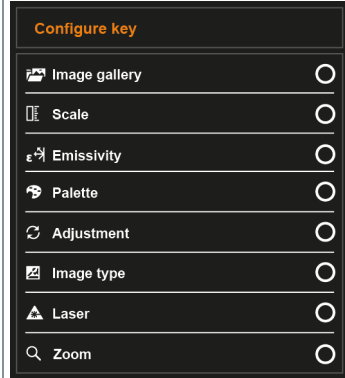 Configure key
Image gallery
Scale
ε Emissivity
Palette
Adjustment
Image type
Laser
Zoom